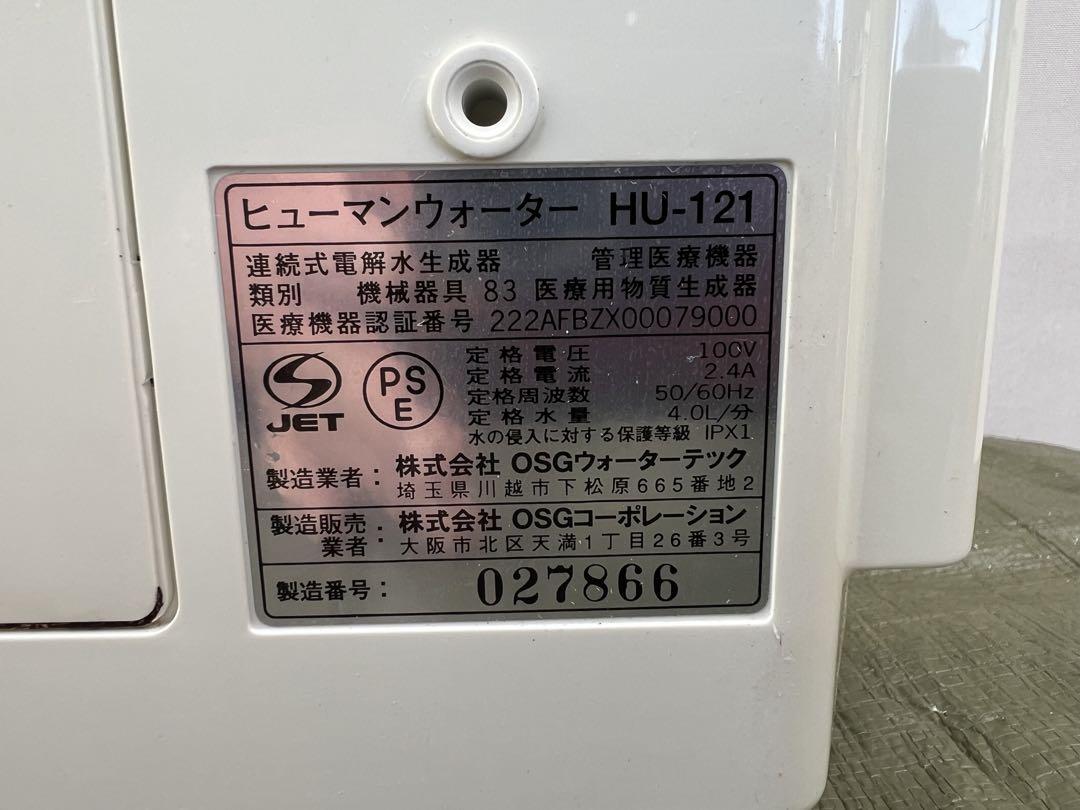 ヒューマンウォーター HU-121
連続式電解水生成器 管理医療機器
類別 機械器具 83 医療用物質生成器
医療機器認証番号 222AFBZX00079000
JET
PS
E
定格電圧 100V
定格電流 2.4A
定格周波数 50/60Hz
定格水量 4.0L/分
水の侵入に対する保護等級 IPX1
製造業者: 株式会社 OSGウォーターテック
埼玉県川越市下松原665番地2
製造販売業者: 株式会社 OSGコーポレーション
大阪市北区天満1丁目26番3号
製造番号: 027866